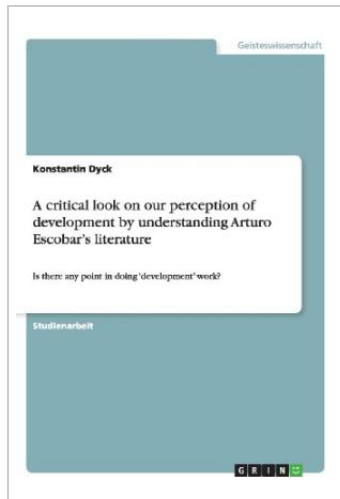 Geisteswissenschaft
Konstantin Dyck
A critical look on our perception of
development by understanding Arturo
Escobar's literature
Is there any point in doing 'development' work?
Studienarbeit
GRIN